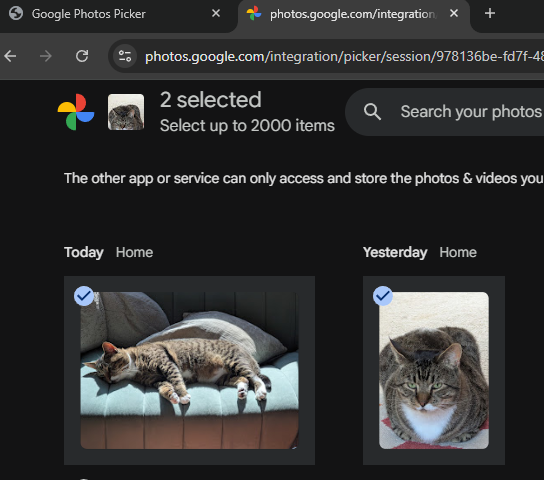 Google Photos Picker
photos.google.com/integration
photos.google.com/integration/picker/session/978136be-fd7f-48
2 selected
Select up to 2000 items
Search your photos
The other app or service can only access and store the photos & videos you
Today Home
Yesterday Home